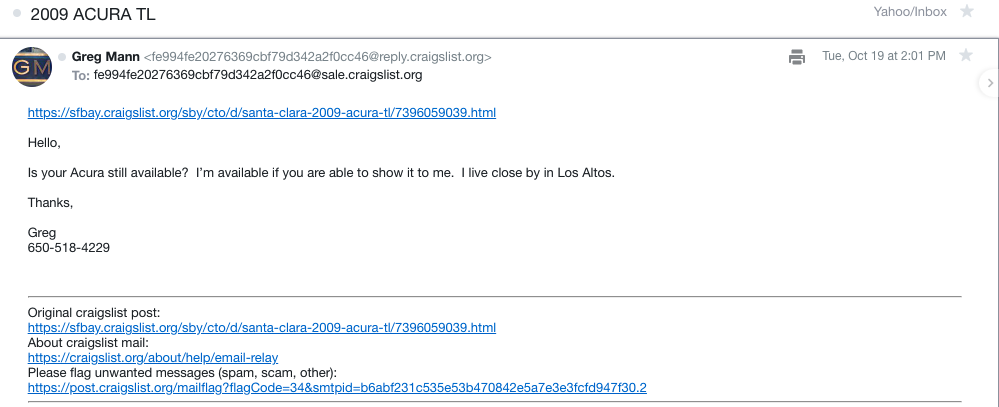 2009 ACURA TL
Yahoo/Inbox
GM
Greg Mann <fe994fe20276369cbf79d342a2f0cc46@reply.craigslist.org>
Tue, Oct 19 at 2:01 PM
To: fe994fe20276369cbf79d342a2f0cc46@sale.craigslist.org
https://sfbay.craigslist.org/sby/cto/d/santa-clara-2009-acura-tl/7396059039.html
Hello,
Is your Acura still available?  I'm available if you are able to show it to me.  I live close by in Los Altos.
Thanks,
Greg
650-518-4229
Original craigslist post:
https://sfbay.craigslist.org/sby/cto/d/santa-clara-2009-acura-tl/7396059039.html
About craigslist mail:
https://craigslist.org/about/help/email-relay
Please flag unwanted messages (spam, scam, other):
https://post.craigslist.org/mailflag?flagCode=34&smtpid=b6abf231c535e53b470842e5a7e3e3fcfd947f30.2